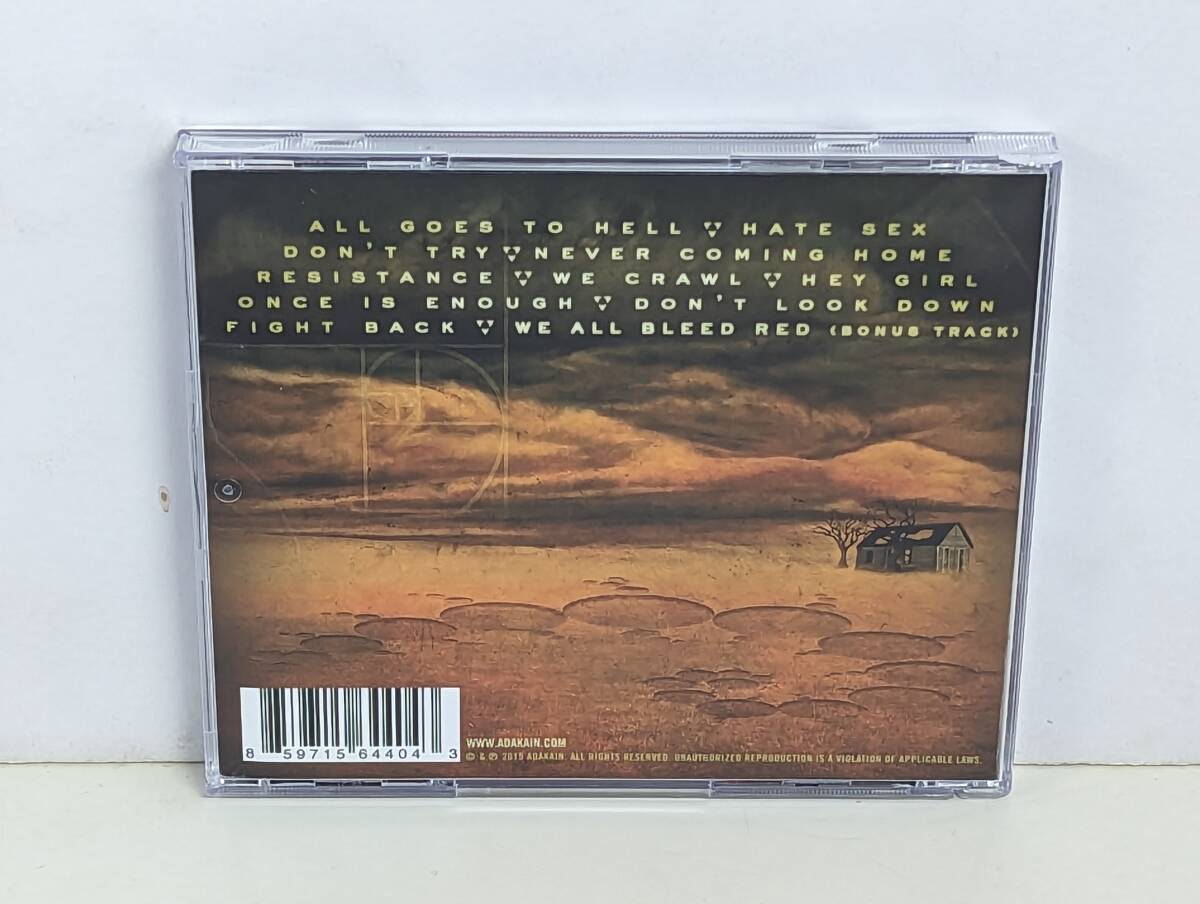 ALL GOES TO HELL HATE SEX
DON'T TRY NEVER COMING HOME
RESISTANCE WE CRAWL HEY GIRL
ONCE IS ENOUGH DON'T LOOK DOWN
FIGHT BACK WE ALL BLEED RED (BONUS TRACK)
8 59715 64404 3
WWW.ADAKAIN.COM
© & ℗ 2015 ADAKAIN. ALL RIGHTS RESERVED. UNAUTHORIZED REPRODUCTION IS A VIOLATION OF APPLICABLE LAWS.